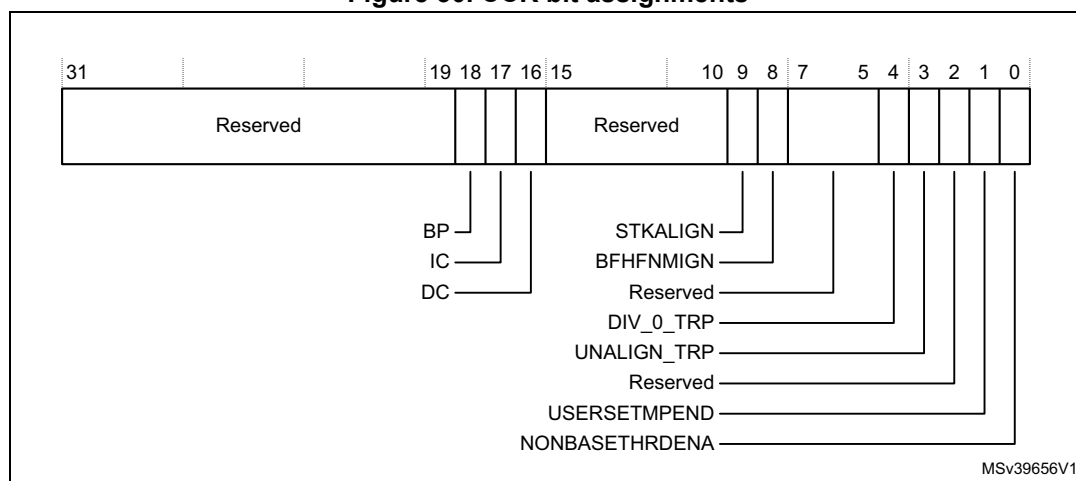 Figure CCR bit assignments
31 19 18 17 16 15 10 9 8 7 5 4 3 2 1 0
Reserved Reserved
BP STKALIGN
IC BFHFNMIGN
DC Reserved
DIV_0_TRP
UNALIGN_TRP
Reserved
USERSETMPEND
NONBASETHRDENA
MSv39656V1